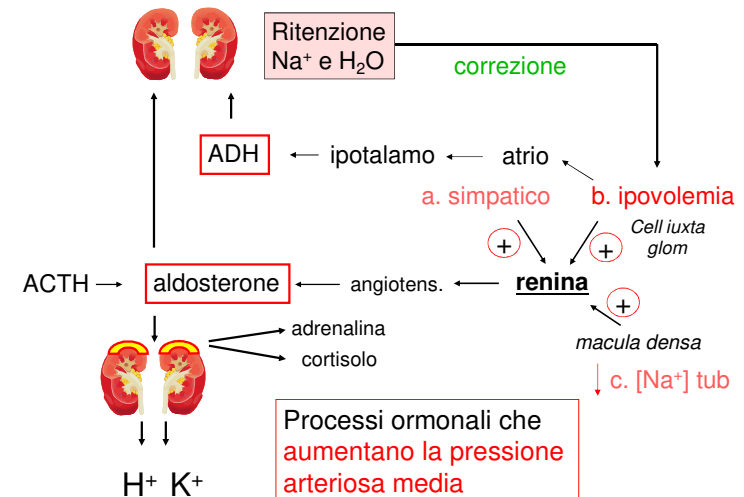 Ritenzione
Na⁺ e H₂O
correzione
ADH
ipotalamo
atrio
a. simpatico
b. ipovolemia
Cell iuxta
glom
+
+
ACTH
aldosterone
angiotens.
renina
+
adrenalina
cortisolo
macula densa
c. [Na⁺] tub
Processi ormonali che
aumentano la pressione
arteriosa media
H⁺ K⁺